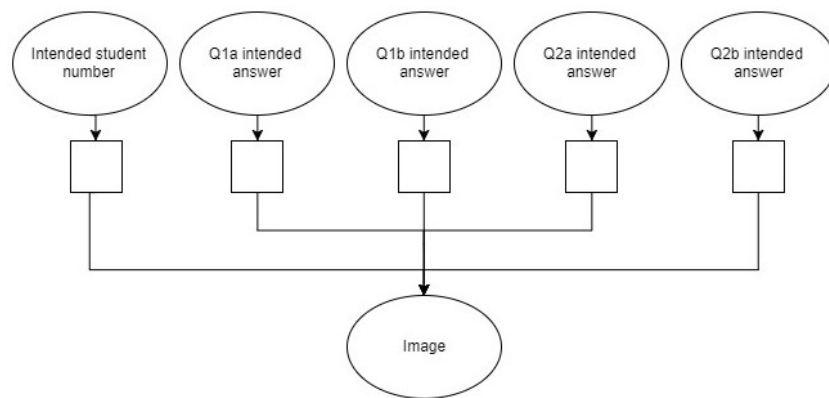 Intended student
number
Q1a intended
answer
Q1b intended
answer
Q2a intended
answer
Q2b intended
answer
Image